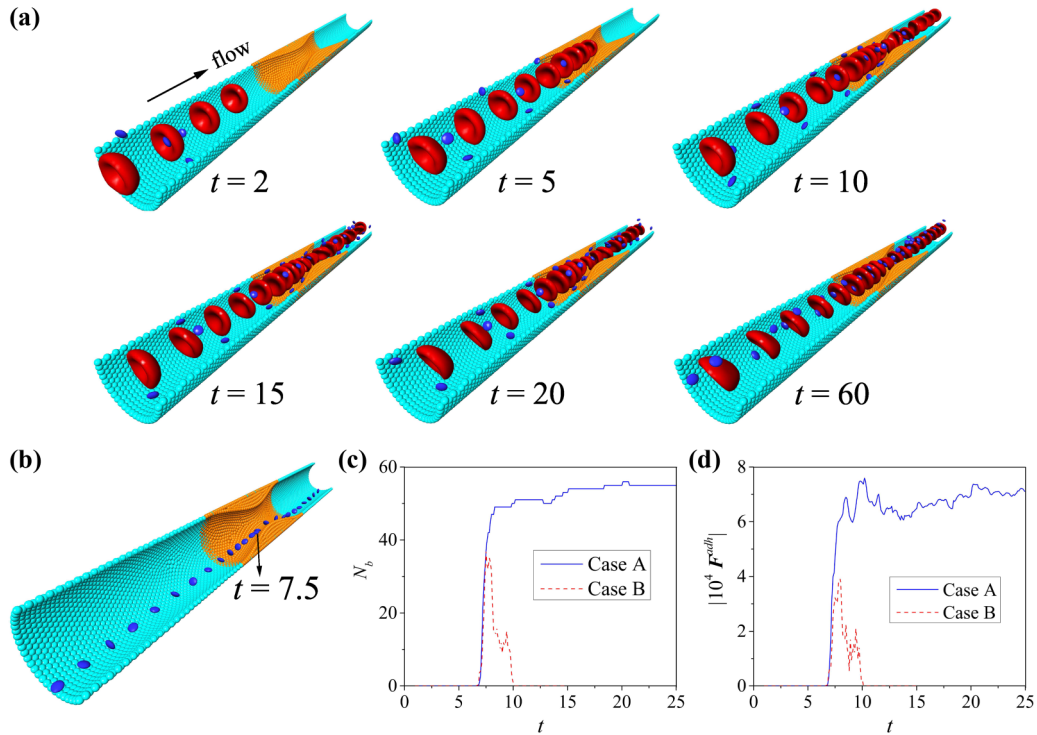 (a)
flow
t = 2
t = 5
t = 10
t = 15
t = 20
t = 60
(b)
t = 7.5
(c)
60
40
20
0
N_b
Case A
Case B
0 5 10 15 20 25
t
(d)
8
6
4
2
0
|10^4 F^adh|
Case A
Case B
0 5 10 15 20 25
t